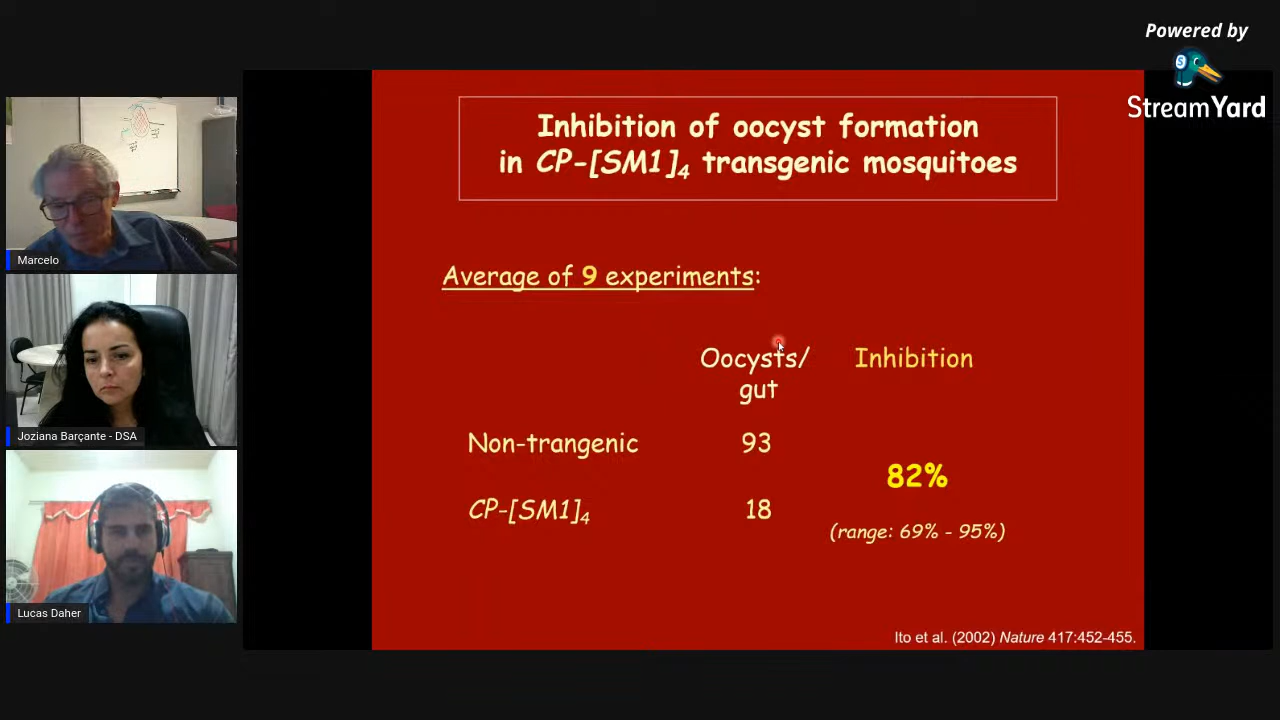 Powered by
StreamYard
Marcelo
Joziana Barçante - DSA
Lucas Daher
Inhibition of oocyst formation
in CP-[SM1]4 transgenic mosquitoes
Average of 9 experiments:
Oocysts/ Inhibition
gut
Non-trangenic 93
82%
CP-[SM1]4 18
(range: 69% - 95%)
Ito et al. (2002) Nature 417:452-455.